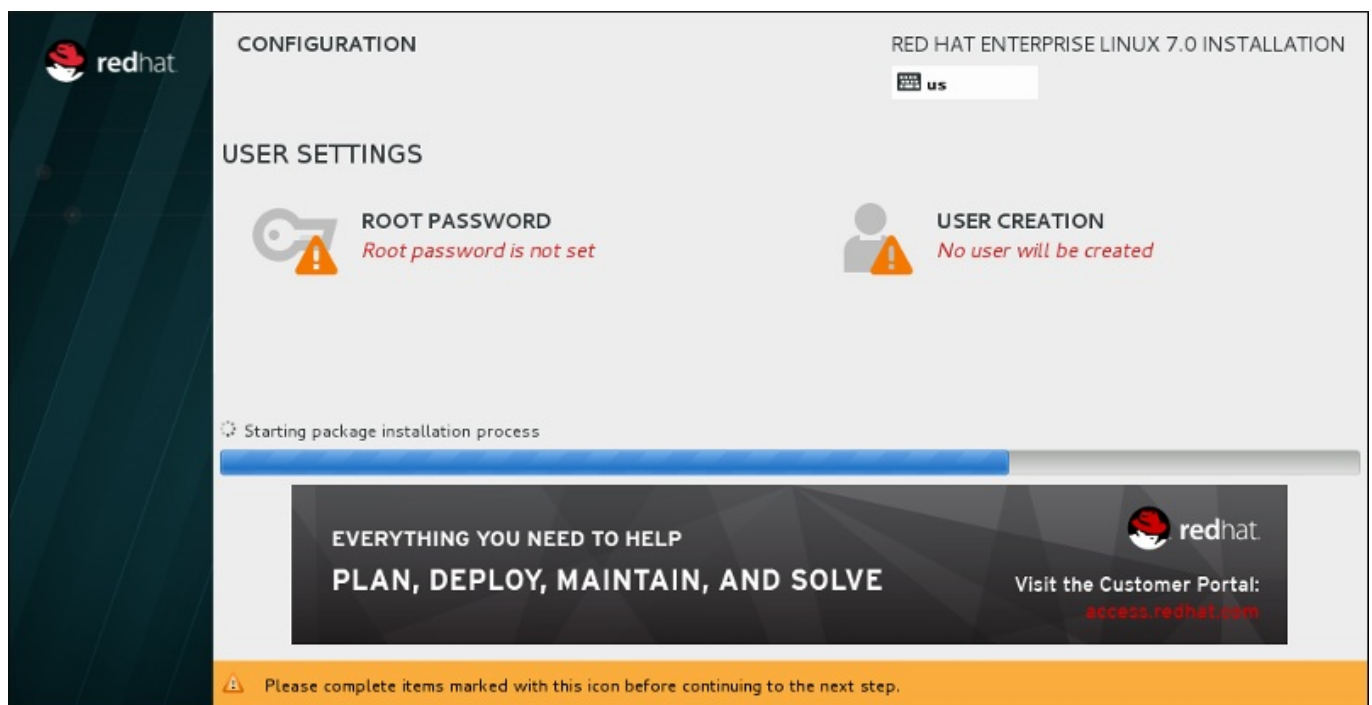 redhat.
CONFIGURATION
RED HAT ENTERPRISE LINUX 7.0 INSTALLATION
us
USER SETTINGS
ROOT PASSWORD
Root password is not set
USER CREATION
No user will be created
Starting package installation process
EVERYTHING YOU NEED TO HELP
PLAN, DEPLOY, MAINTAIN, AND SOLVE
redhat.
Visit the Customer Portal:
access.redhat.com
Please complete items marked with this icon before continuing to the next step.